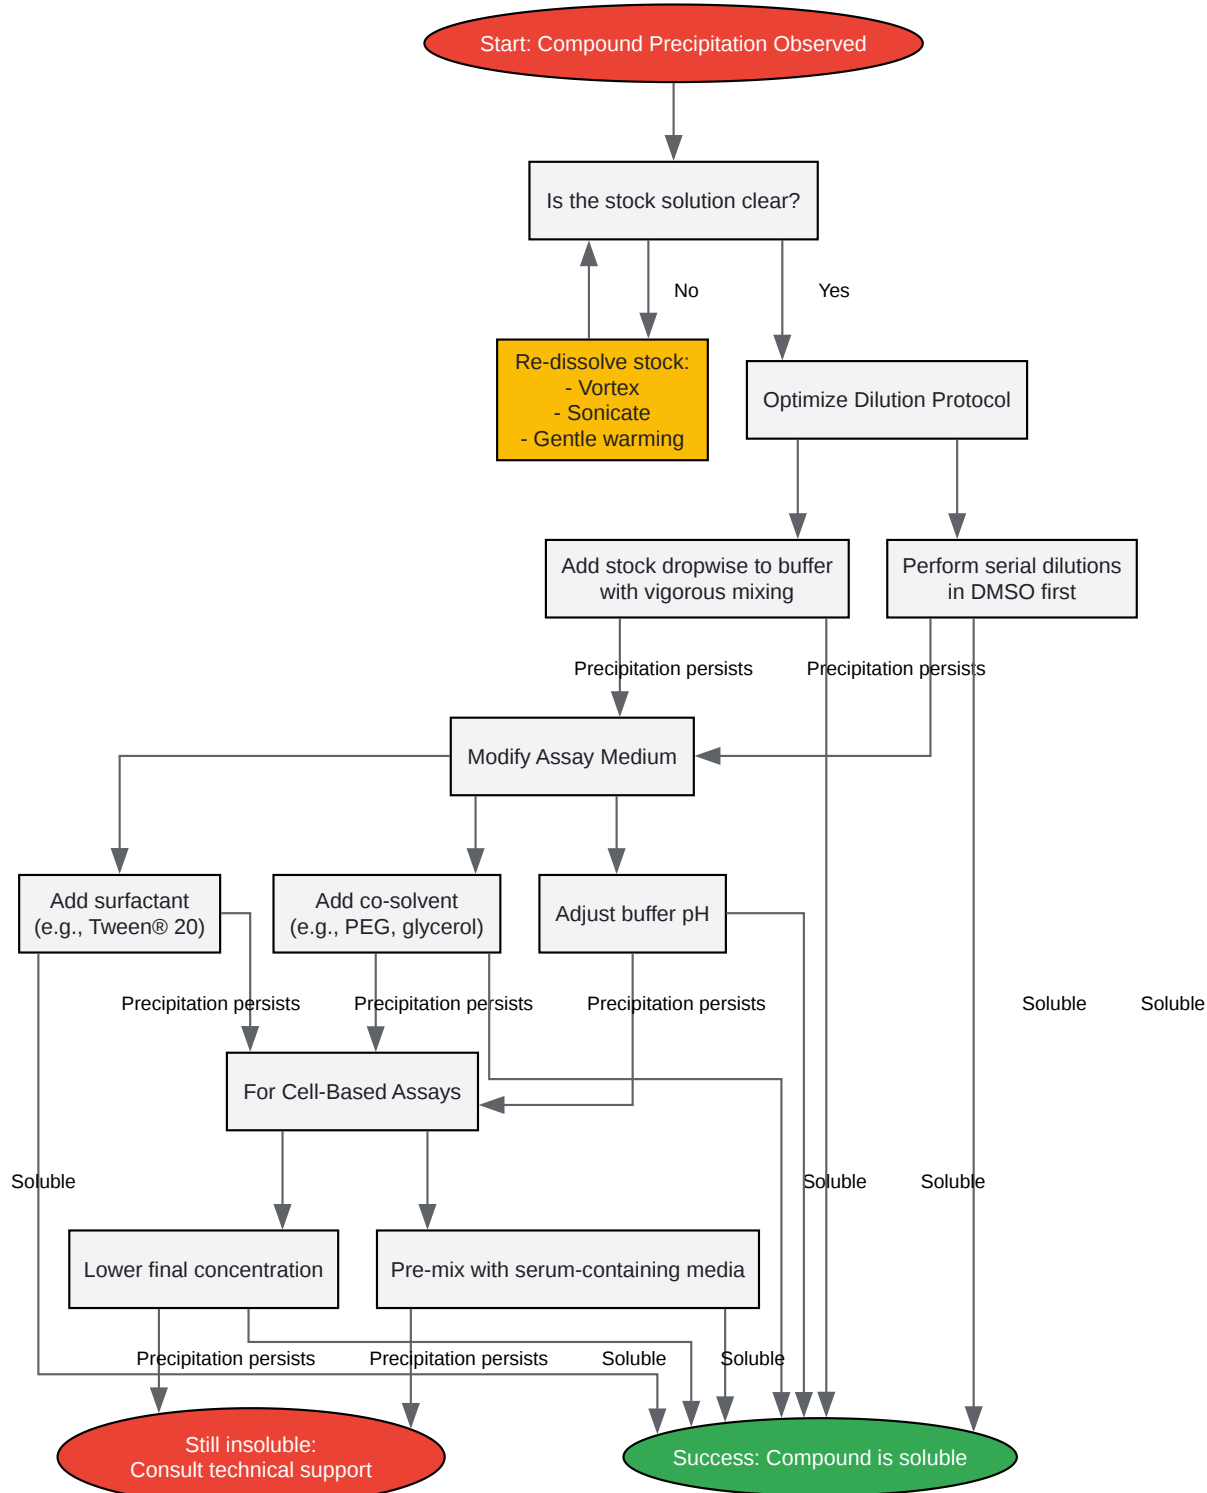 Start: Compound Precipitation Observed
Is the stock solution clear?
No
Yes
Re-dissolve stock:
- Vortex
- Sonicate
- Gentle warming
Optimize Dilution Protocol
Add stock dropwise to buffer
with vigorous mixing
Perform serial dilutions
in DMSO first
Precipitation persists
Precipitation persists
Modify Assay Medium
Add surfactant
(e.g., Tween® 20)
Add co-solvent
(e.g., PEG, glycerol)
Adjust buffer pH
Precipitation persists
Precipitation persists
Precipitation persists
Soluble
Soluble
For Cell-Based Assays
Soluble
Soluble
Soluble
Lower final concentration
Pre-mix with serum-containing media
Precipitation persists
Precipitation persists
Soluble
Soluble
Still insoluble:
Consult technical support
Success: Compound is soluble